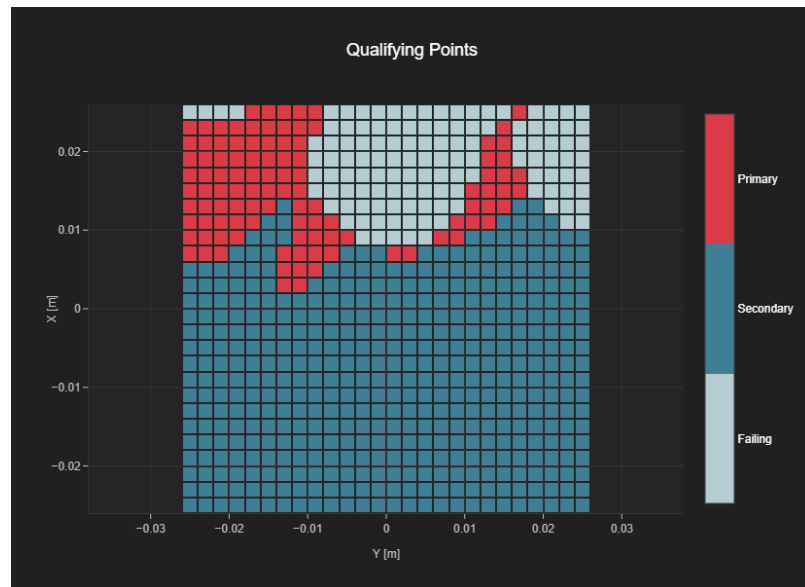 Qualifying Points
0.02
0.01
0
−0.01
−0.02
X [m]
−0.03
−0.02
−0.01
0
0.01
0.02
0.03
Y [m]
Primary
Secondary
Failing